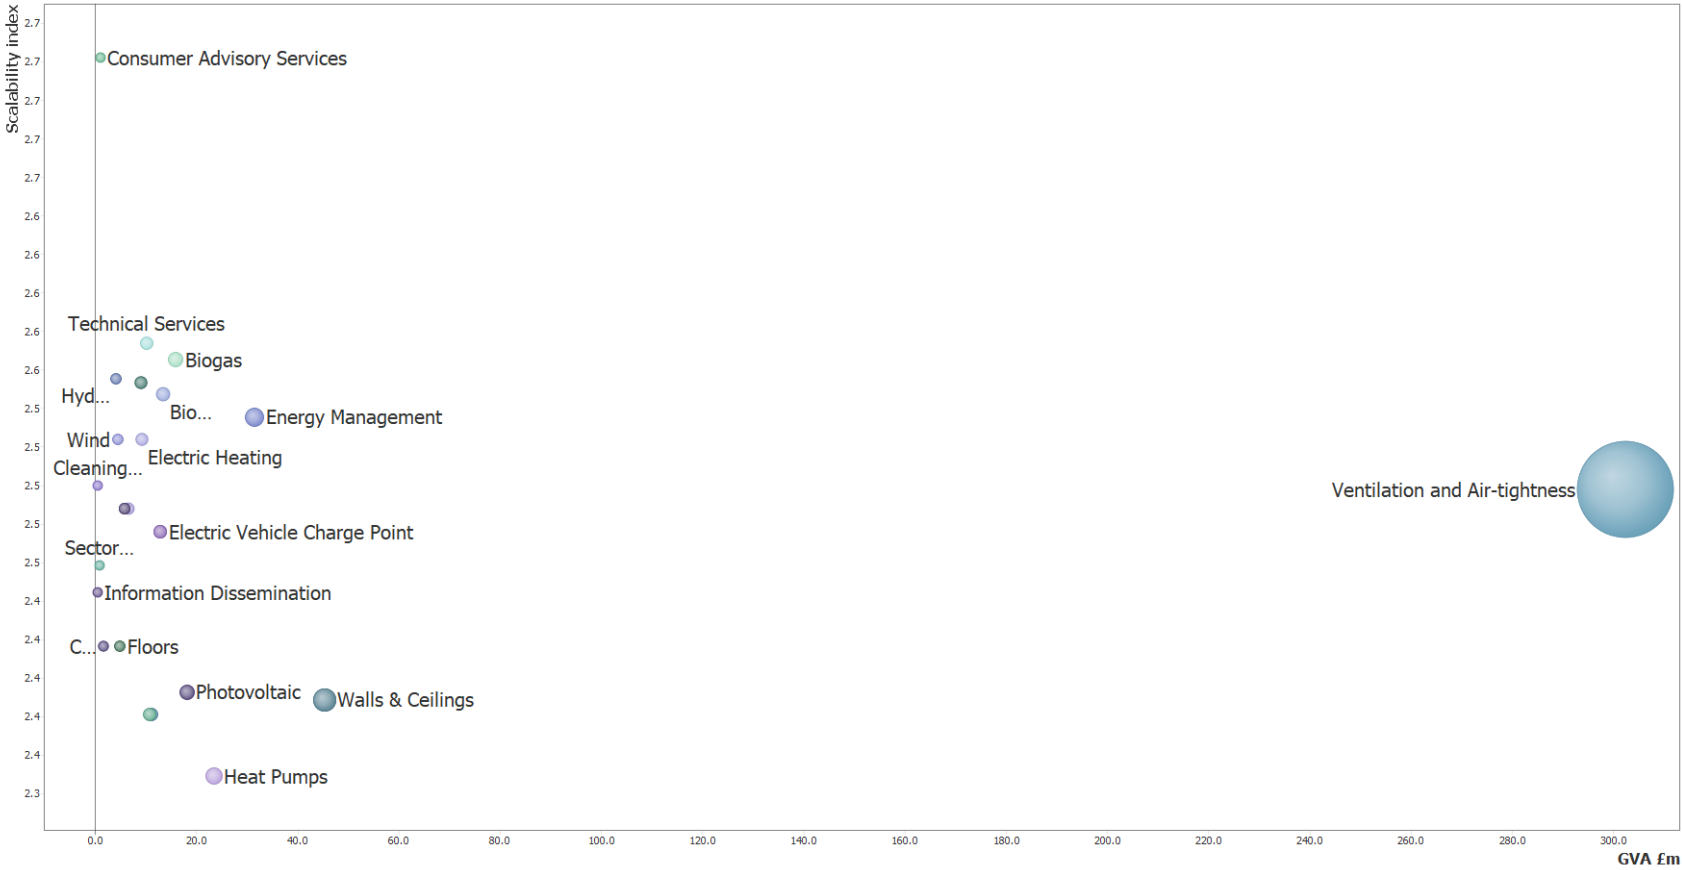 Scalability index
2.7
2.7
Consumer Advisory Services
2.7
2.7
2.7
2.6
2.6
2.6
Technical Services
2.6
Biogas
2.6
Hyd...
Bio...
2.5
Energy Management
Wind
2.5
Electric Heating
Cleaning...
2.5
Ventilation and Air-tightness
2.5
Electric Vehicle Charge Point
Sector...
2.5
Information Dissemination
2.4
2.4
C...
Floors
2.4
Photovoltaic
Walls & Ceilings
2.4
2.4
Heat Pumps
2.3
0.0 20.0 40.0 60.0 80.0 100.0 120.0 140.0 160.0 180.0 200.0 220.0 240.0 260.0 280.0 300.0
GVA £m